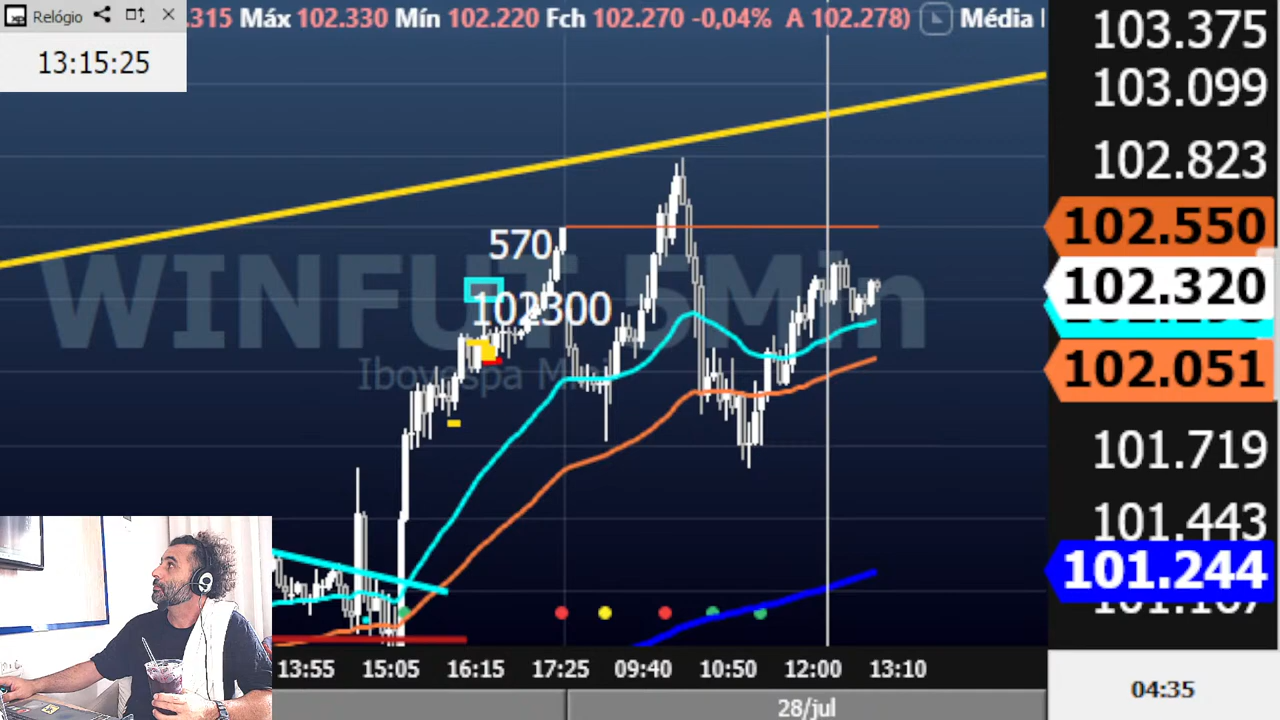 Relógio
.315 Máx 102.330 Mín 102.220 Fch 102.270 -0,04% A 102.278) Média
13:15:25
103.375
103.099
102.823
102.550
102.320
102.051
101.719
101.443
101.244
570
102300
WINFUT 5Min
13:55 15:05 16:15 17:25 09:40 10:50 12:00 13:10
28/jul
04:35